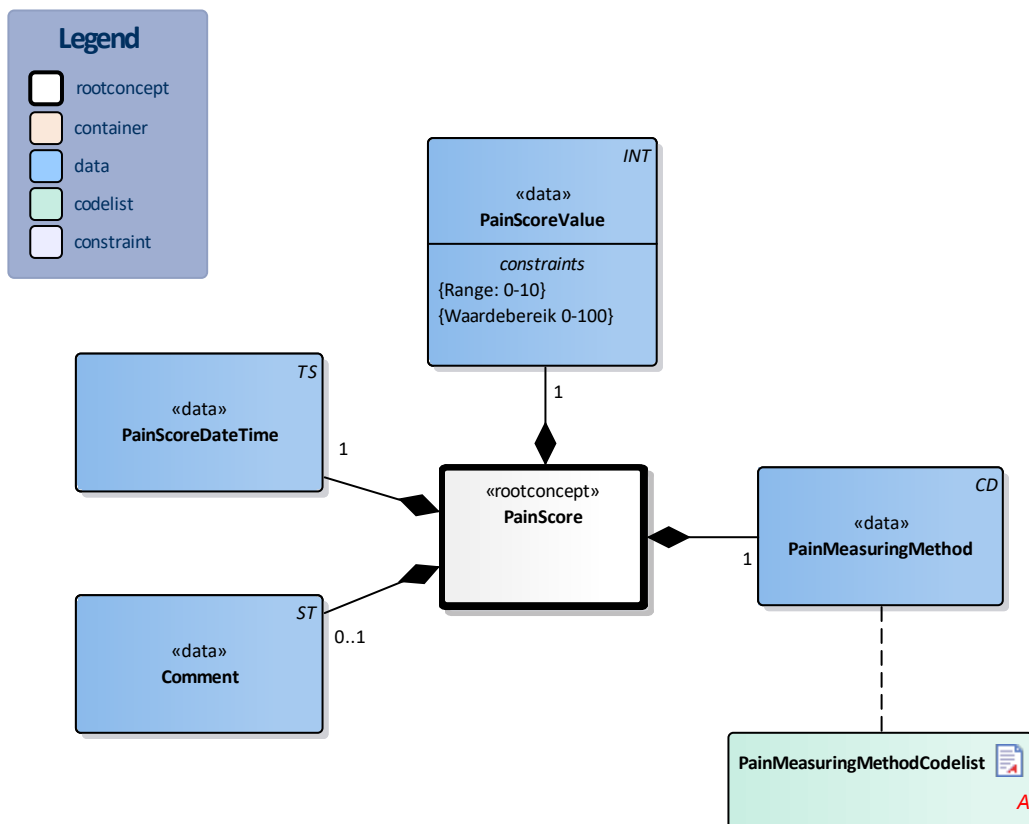 Legend
rootconcept
container
data
codelist
constraint
INT
«data»
PainScoreValue
constraints
{Range: 0-10}
{Waardebereik 0-100}
1
TS
«data»
PainScoreDateTime
1
«rootconcept»
PainScore
CD
«data»
PainMeasuringMethod
1
ST
«data»
Comment
0..1
PainMeasuringMethodCodelist
A